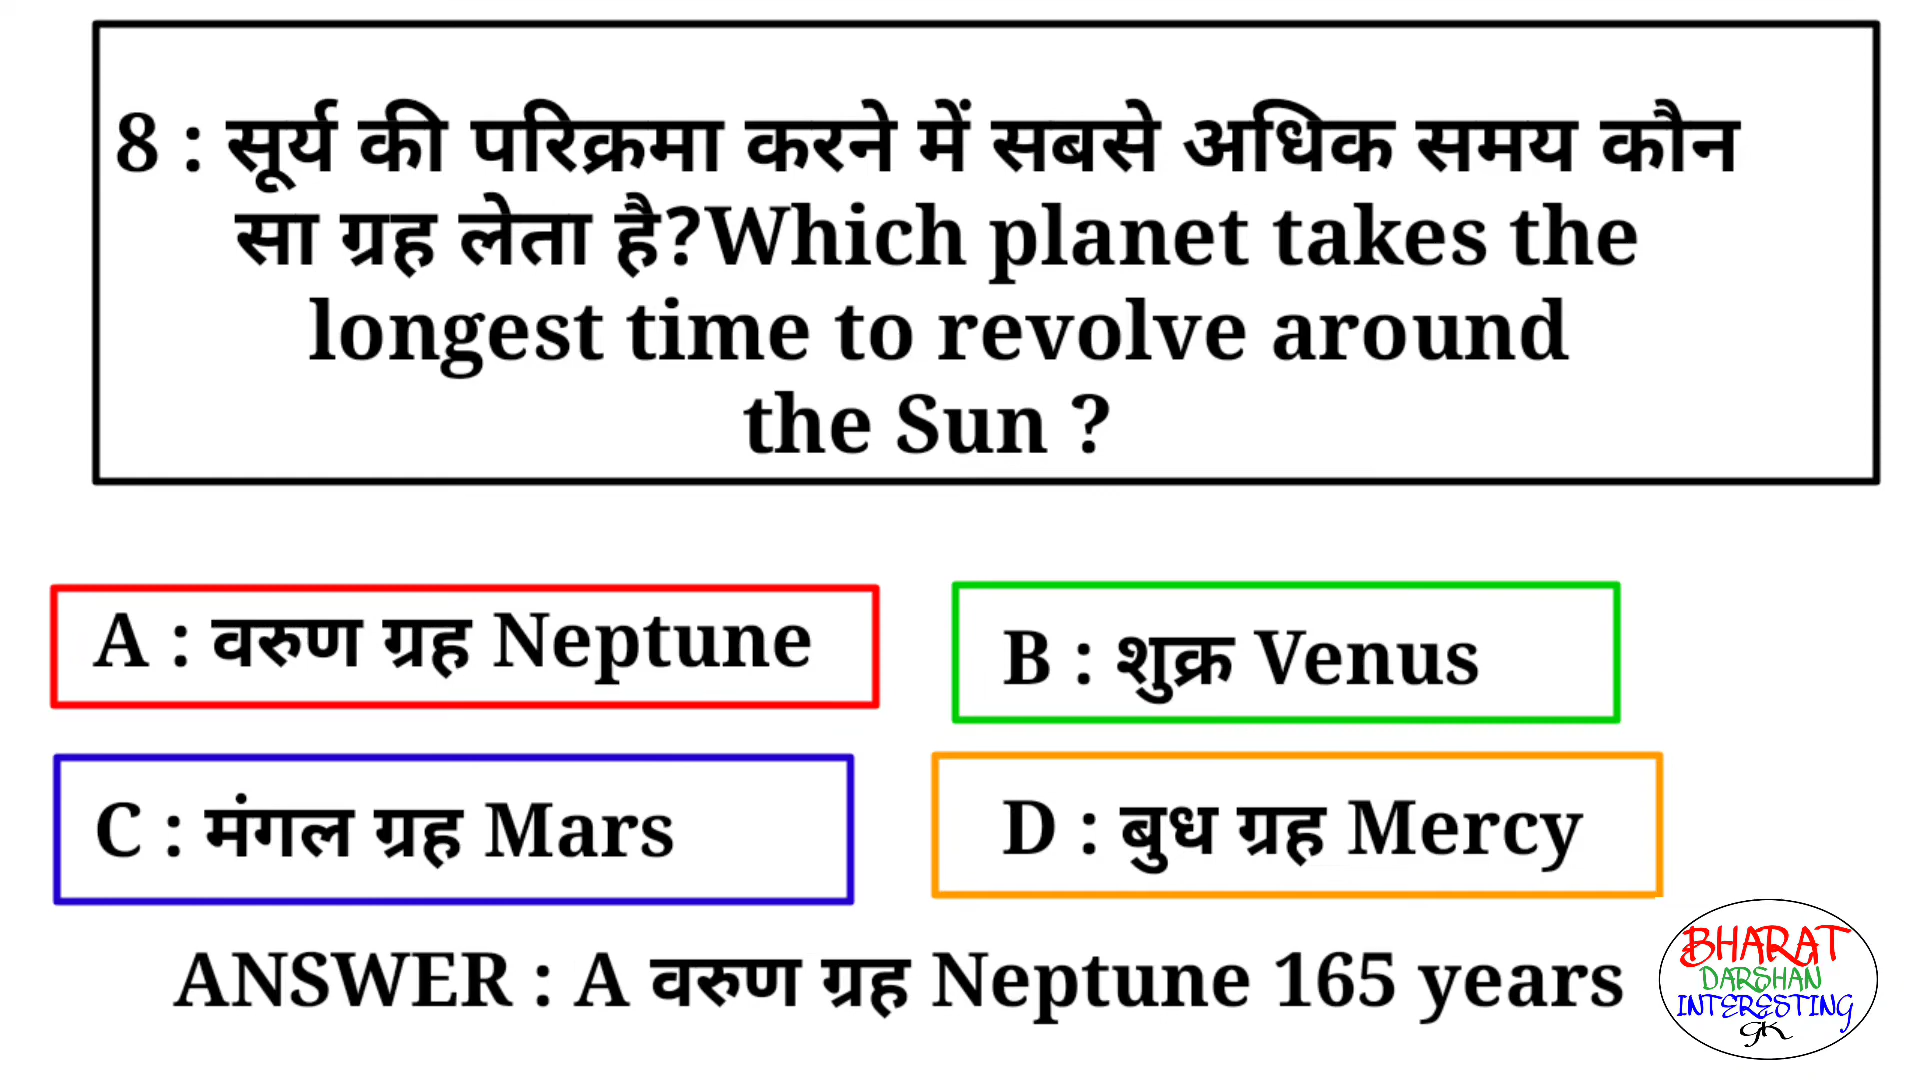 8 : सूर्य की परिक्रमा करने में सबसे अधिक समय कौन
सा ग्रह लेता है?Which planet takes the
longest time to revolve around
the Sun ?
A : वरुण ग्रह Neptune
B : शुक्र Venus
C : मंगल ग्रह Mars
D : बुध ग्रह Mercy
ANSWER : A वरुण ग्रह Neptune 165 years
BHARAT
DARSHAN
INTERESTING
GK